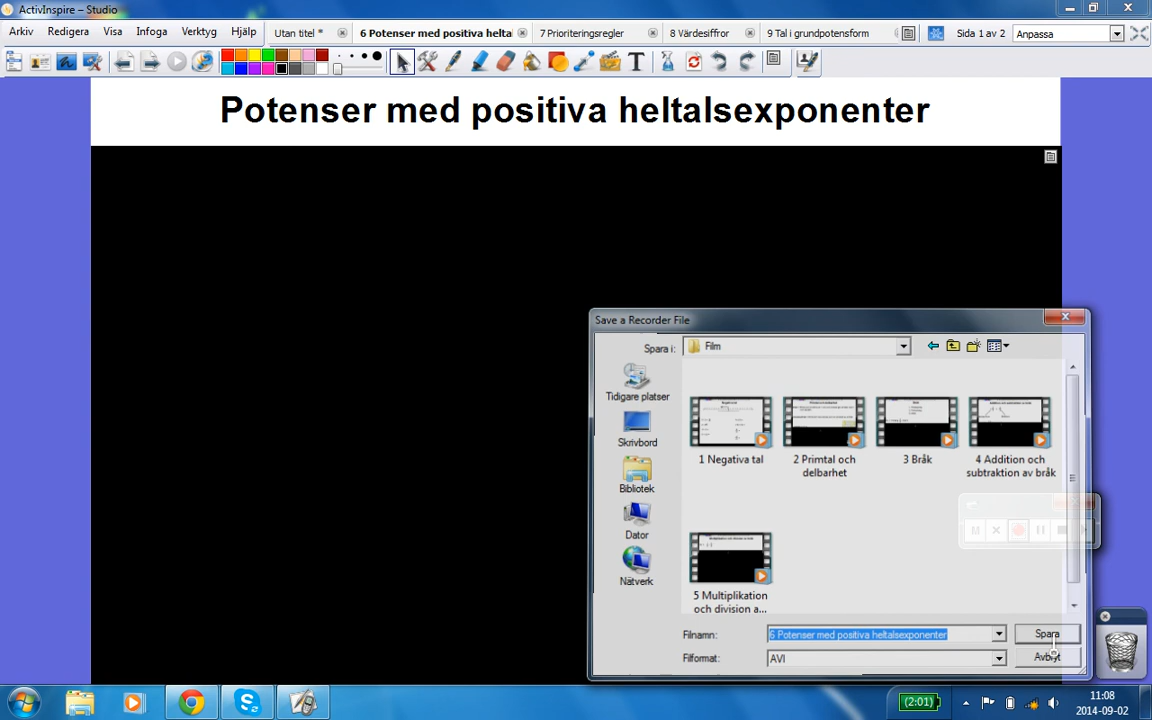 ActivInspire – Studio
Arkiv Redigera Visa Infoga Verktyg Hjälp
Utan titel * 6 Potenser med positiva helta 7 Prioriteringsregler 8 Värdesiffror 9 Tal i grundpotensform Sida 1 av 2 Anpassa
Potenser med positiva heltalsexponenter
Save a Recorder File
Spara i: Film
Tidigare platser
Skrivbord
Bibliotek
Dator
Nätverk
1 Negativa tal
2 Primtal och
delbarhet
3 Bråk
4 Addition och
subtraktion av bråk
5 Multiplikation
och division a...
Filnamn: 6 Potenser med positiva heltalsexponenter Spara
Filformat: AVI Avbryt
(2:01) 11:08
2014-09-02